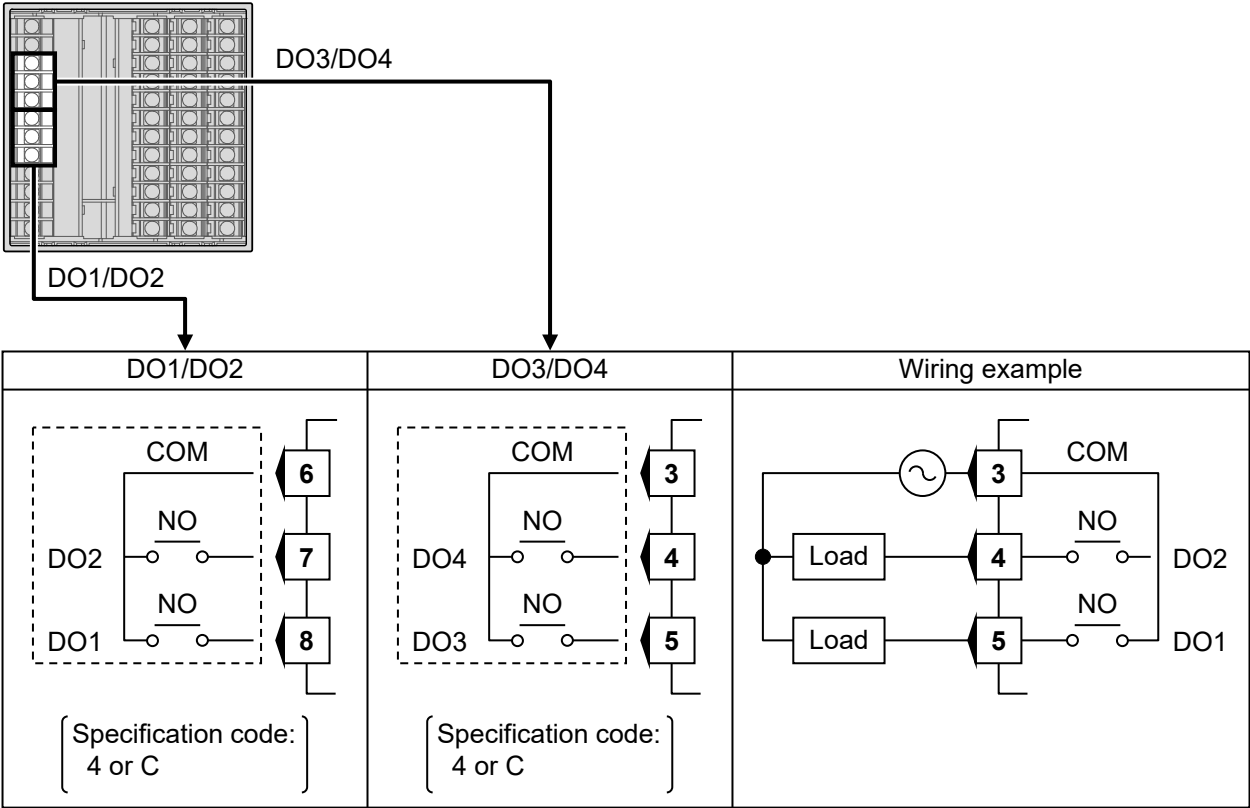 DO3/DO4
DO1/DO2
DO1/DO2
DO3/DO4
Wiring example
COM
6
NO
DO2
7
NO
DO1
8
Specification code:
4 or C
COM
3
NO
DO4
4
NO
DO3
5
Specification code:
4 or C
3
COM
Load
4
NO
DO2
Load
5
NO
DO1